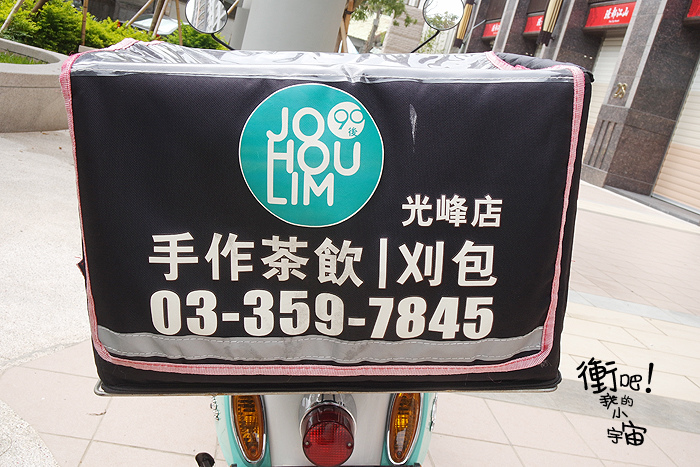 JO 90後
HOU
LIM
光峰店
手作茶飲|刈包
03-359-7845
衝吧!
我的
小
宇宙